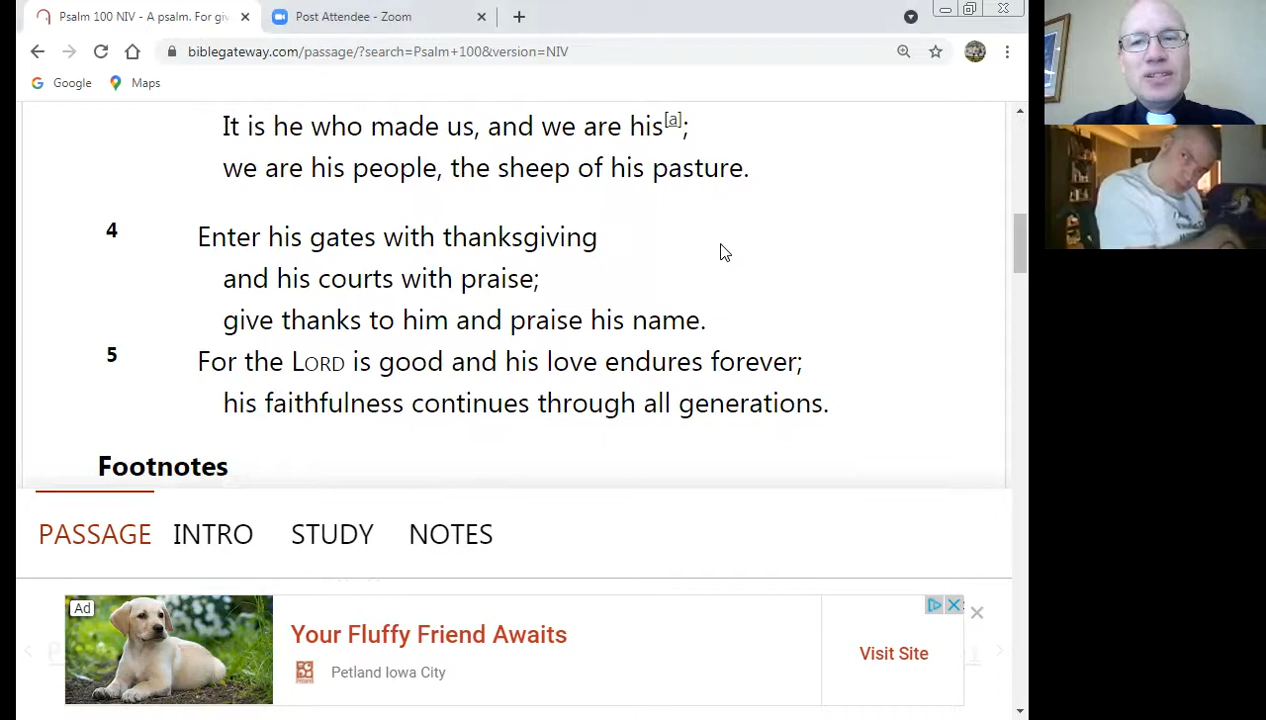 Psalm 100 NIV - A psalm. For giv
Post Attendee - Zoom
biblegateway.com/passage/?search=Psalm+100&version=NIV
Google
Maps
It is he who made us, and we are his[a];
we are his people, the sheep of his pasture.
4 Enter his gates with thanksgiving
and his courts with praise;
give thanks to him and praise his name.
5 For the LORD is good and his love endures forever;
his faithfulness continues through all generations.
Footnotes
PASSAGE INTRO STUDY NOTES
Ad
Your Fluffy Friend Awaits
Petland Iowa City
Visit Site